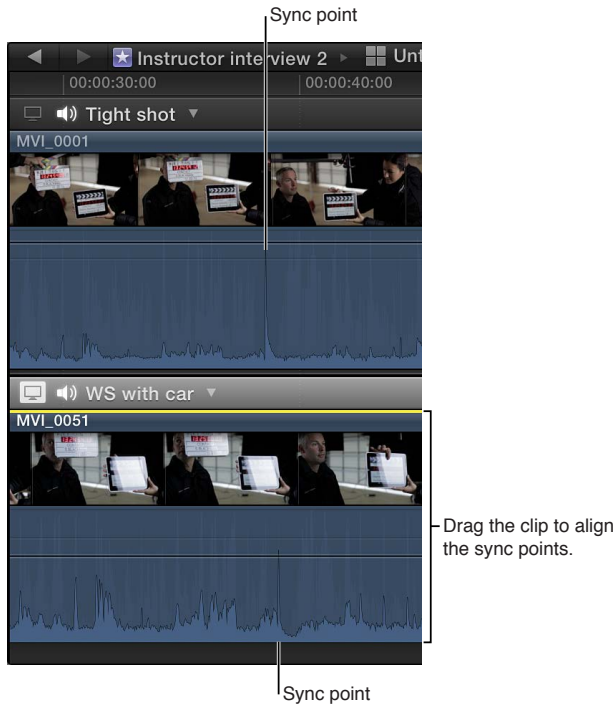 Sync point
Instructor interview 2
Unt
00:00:30:00
00:00:40:00
Tight shot
MVI_0001
WS with car
MVI_0051
Drag the clip to align
the sync points.
Sync point